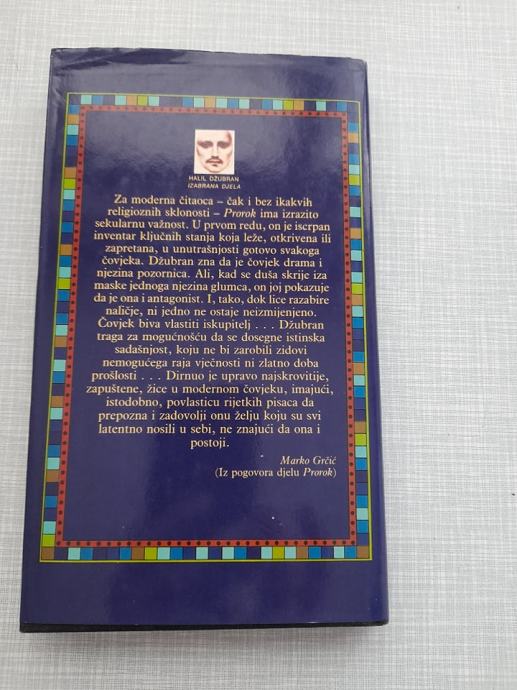 HALIL DŽUBRAN
IZABRANA DJELA
Za moderna čitaoca – čak i bez ikakvih
religioznih sklonosti – Prorok ima izrazito
sekularnu važnost. U prvom redu, on je iscrpan
inventar ključnih stanja koja leže, otkrivena ili
zapretana, u unutrašnjosti gotovo svakoga
čovjeka. Džubran zna da je čovjek drama i
njezina pozornica. Ali, kad se duša skrije iza
maske jednoga njezina glumca, on joj pokazuje
da je ona i antagonist. I, tako, dok lice razabire
naličje, ni jedno ne ostaje neizmijenjeno.
Čovjek biva vlastiti iskupitelj . . . Džubran
traga za mogućnošću da se dosegne istinska
sadašnjost, koju ne bi zarobili zidovi
nemogućega raja vječnosti ni zlatno doba
prošlosti . . . Dirnuo je upravo najskrovitije,
zapuštene, žice u modernom čovjeku, imajući,
istodobno, povlasticu rijetkih pisaca da
prepozna i zadovolji onu želju koju su svi
latentno nosili u sebi, ne znajući da ona i
postoji.
Marko Grčić
(Iz pogovora djelu Prorok)